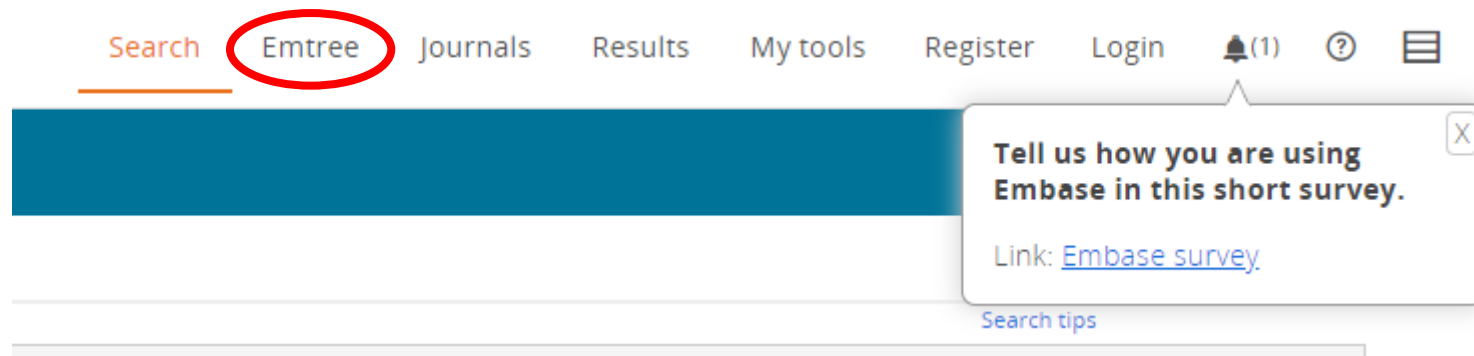 Search Emtree Journals Results My tools Register Login (1) ?
X
Tell us how you are using
Embase in this short survey.
Link: Embase survey
Search tips